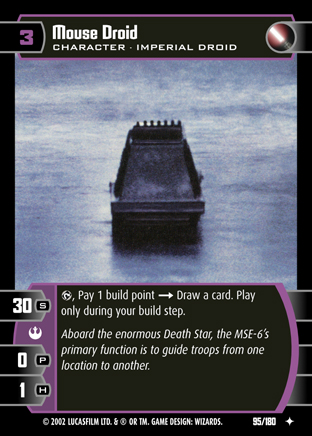 3 Mouse Droid
CHARACTER · IMPERIAL DROID
30 S
, Pay 1 build point → Draw a card. Play
only during your build step.
Aboard the enormous Death Star, the MSE-6's
primary function is to guide troops from one
location to another.
0 P
1 H
© 2002 LUCASFILM LTD. & ® OR TM. GAME DESIGN: WIZARDS. 95/180